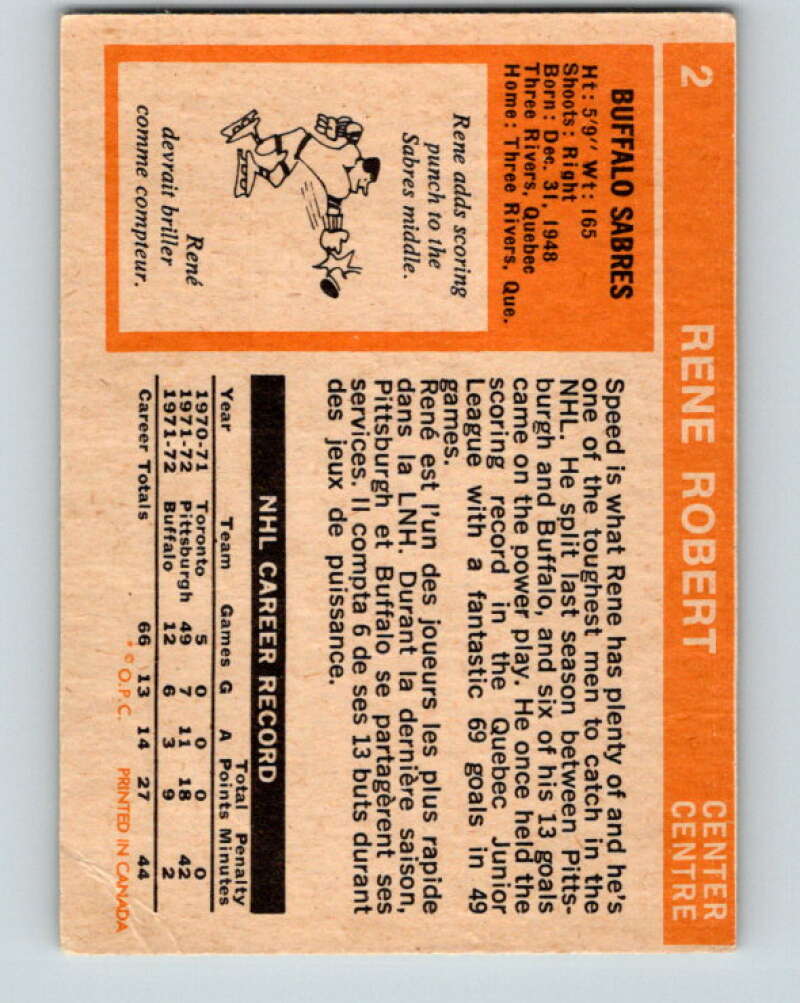 2 RENE ROBERT CENTER
CENTRE
BUFFALO SABRES
Ht: 5'9" Wt: 165
Shoots: Right
Born: Dec. 31, 1948
Three Rivers, Quebec
Home: Three Rivers, Que.
Rene adds scoring
punch to the
Sabres middle.
René
devrait briller
comme compteur.
Speed is what Rene has plenty of and he's
one of the toughest men to catch in the
NHL. He split last season between Pitts-
burgh and Buffalo, and six of his 13 goals
came on the power play. He once held the
scoring record in the Quebec Junior
League with a fantastic 69 goals in 49
games.
René est l'un des joueurs les plus rapide
dans la LNH. Durant la dernière saison,
Pittsburgh et Buffalo se partagèrent ses
services. Il compta 6 de ses 13 buts durant
des jeux de puissance.
NHL CAREER RECORD
Total Penalty
Year Team Games G A Points Minutes
1970-71 Toronto 5 0 0 0 0
1971-72 Pittsburgh 49 7 11 18 42
1971-72 Buffalo 12 6 3 9 2
Career Totals 66 13 14 27 44
* © O.P.C. PRINTED IN CANADA